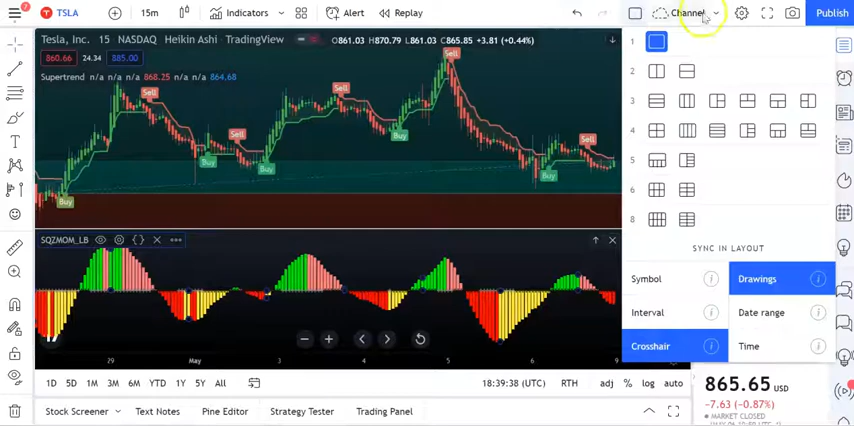 7
TSLA
15m
Indicators
Alert
Replay
Channel
Publish
Tesla, Inc. 15 NASDAQ Heikin Ashi TradingView
O861.03 H870.79 L861.03 C865.85 +3.81 (+0.44%)
860.66 24.34 885.00
Supertrend n/a n/a n/a 868.25 n/a 864.68
Sell
Sell
Sell
Sell
Sell
Buy
Buy
Buy
Buy
Buy
SQZMOM_LB
29 May 3 4 5 6
1
2
3
4
5
6
8
SYNC IN LAYOUT
Symbol
Drawings
Interval
Date range
Crosshair
Time
1D 5D 1M 3M 6M YTD 1Y 5Y All
18:39:38 (UTC) RTH adj % log auto
Stock Screener Text Notes Pine Editor Strategy Tester Trading Panel
865.65 USD
−7.63 (−0.87%)
MARKET CLOSED